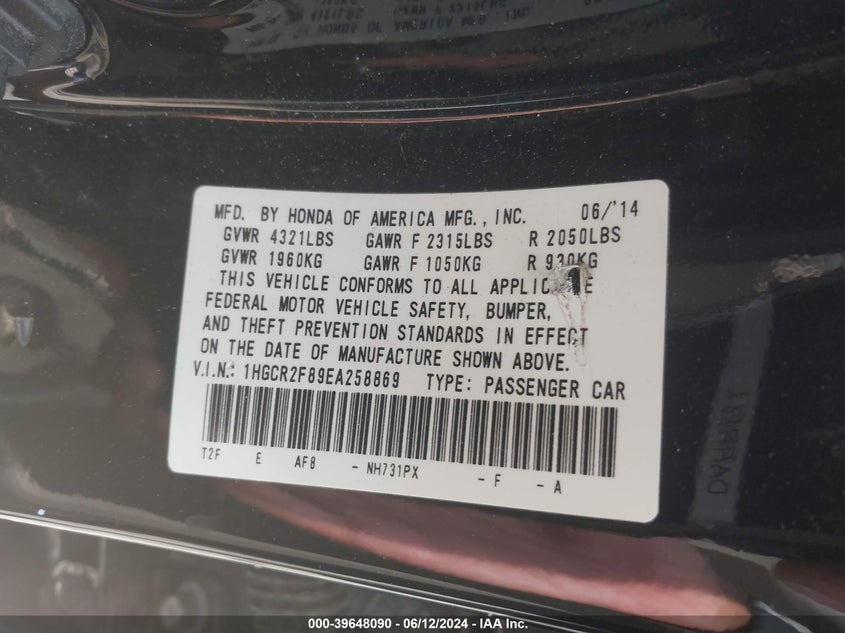 MFD. BY HONDA OF AMERICA MFG., INC. 06/'14
GVWR 4321LBS GAWR F 2315LBS R 2050LBS
GVWR 1960KG GAWR F 1050KG R 930KG
THIS VEHICLE CONFORMS TO ALL
FEDERAL MOTOR VEHICLE SAFETY, BUMPER,
AND THEFT PREVENTION STANDARDS IN EFFECT
ON THE DATE OF MANUFACTURE SHOWN ABOVE.
V.I.N.: 1HGCR2F89EA258869 TYPE: PASSENGER CAR
T2F E AF8 - NH731PX - F - A
000-39648090 - 06/12/2024 - IAA Inc.